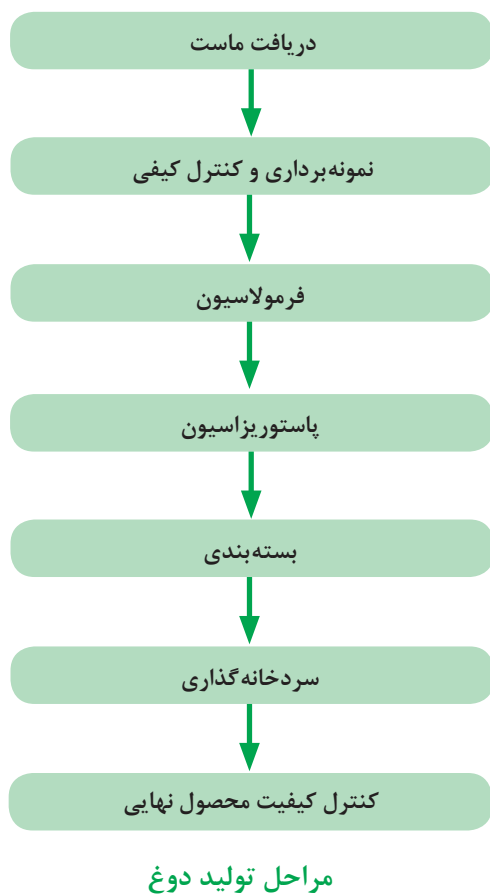 دریافت ماست
نمونه‌برداری و کنترل کیفی
فرمولاسیون
پاستوریزاسیون
بسته‌بندی
سردخانه‌گذاری
کنترل کیفیت محصول نهایی
مراحل تولید دوغ